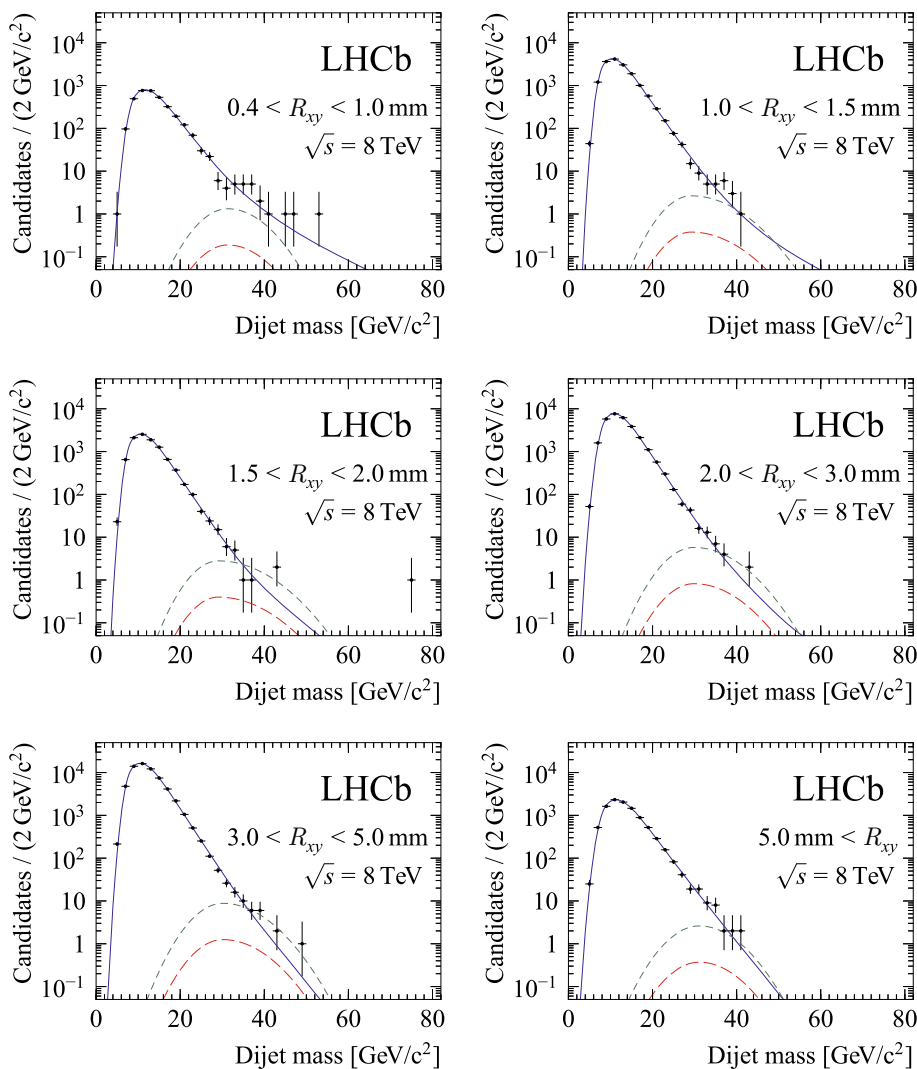 Candidates / (2 GeV/c²)
10⁴
10³
10²
10
1
10⁻¹
LHCb
0.4 < Rxy < 1.0 mm
√s = 8 TeV
0 20 40 60 80
Dijet mass [GeV/c²]
Candidates / (2 GeV/c²)
10⁴
10³
10²
10
1
10⁻¹
LHCb
1.0 < Rxy < 1.5 mm
√s = 8 TeV
0 20 40 60 80
Dijet mass [GeV/c²]
Candidates / (2 GeV/c²)
10⁴
10³
10²
10
1
10⁻¹
LHCb
1.5 < Rxy < 2.0 mm
√s = 8 TeV
0 20 40 60 80
Dijet mass [GeV/c²]
Candidates / (2 GeV/c²)
10⁴
10³
10²
10
1
10⁻¹
LHCb
2.0 < Rxy < 3.0 mm
√s = 8 TeV
0 20 40 60 80
Dijet mass [GeV/c²]
Candidates / (2 GeV/c²)
10⁴
10³
10²
10
1
10⁻¹
LHCb
3.0 < Rxy < 5.0 mm
√s = 8 TeV
0 20 40 60 80
Dijet mass [GeV/c²]
Candidates / (2 GeV/c²)
10⁴
10³
10²
10
1
10⁻¹
LHCb
5.0 mm < Rxy
√s = 8 TeV
0 20 40 60 80
Dijet mass [GeV/c²]